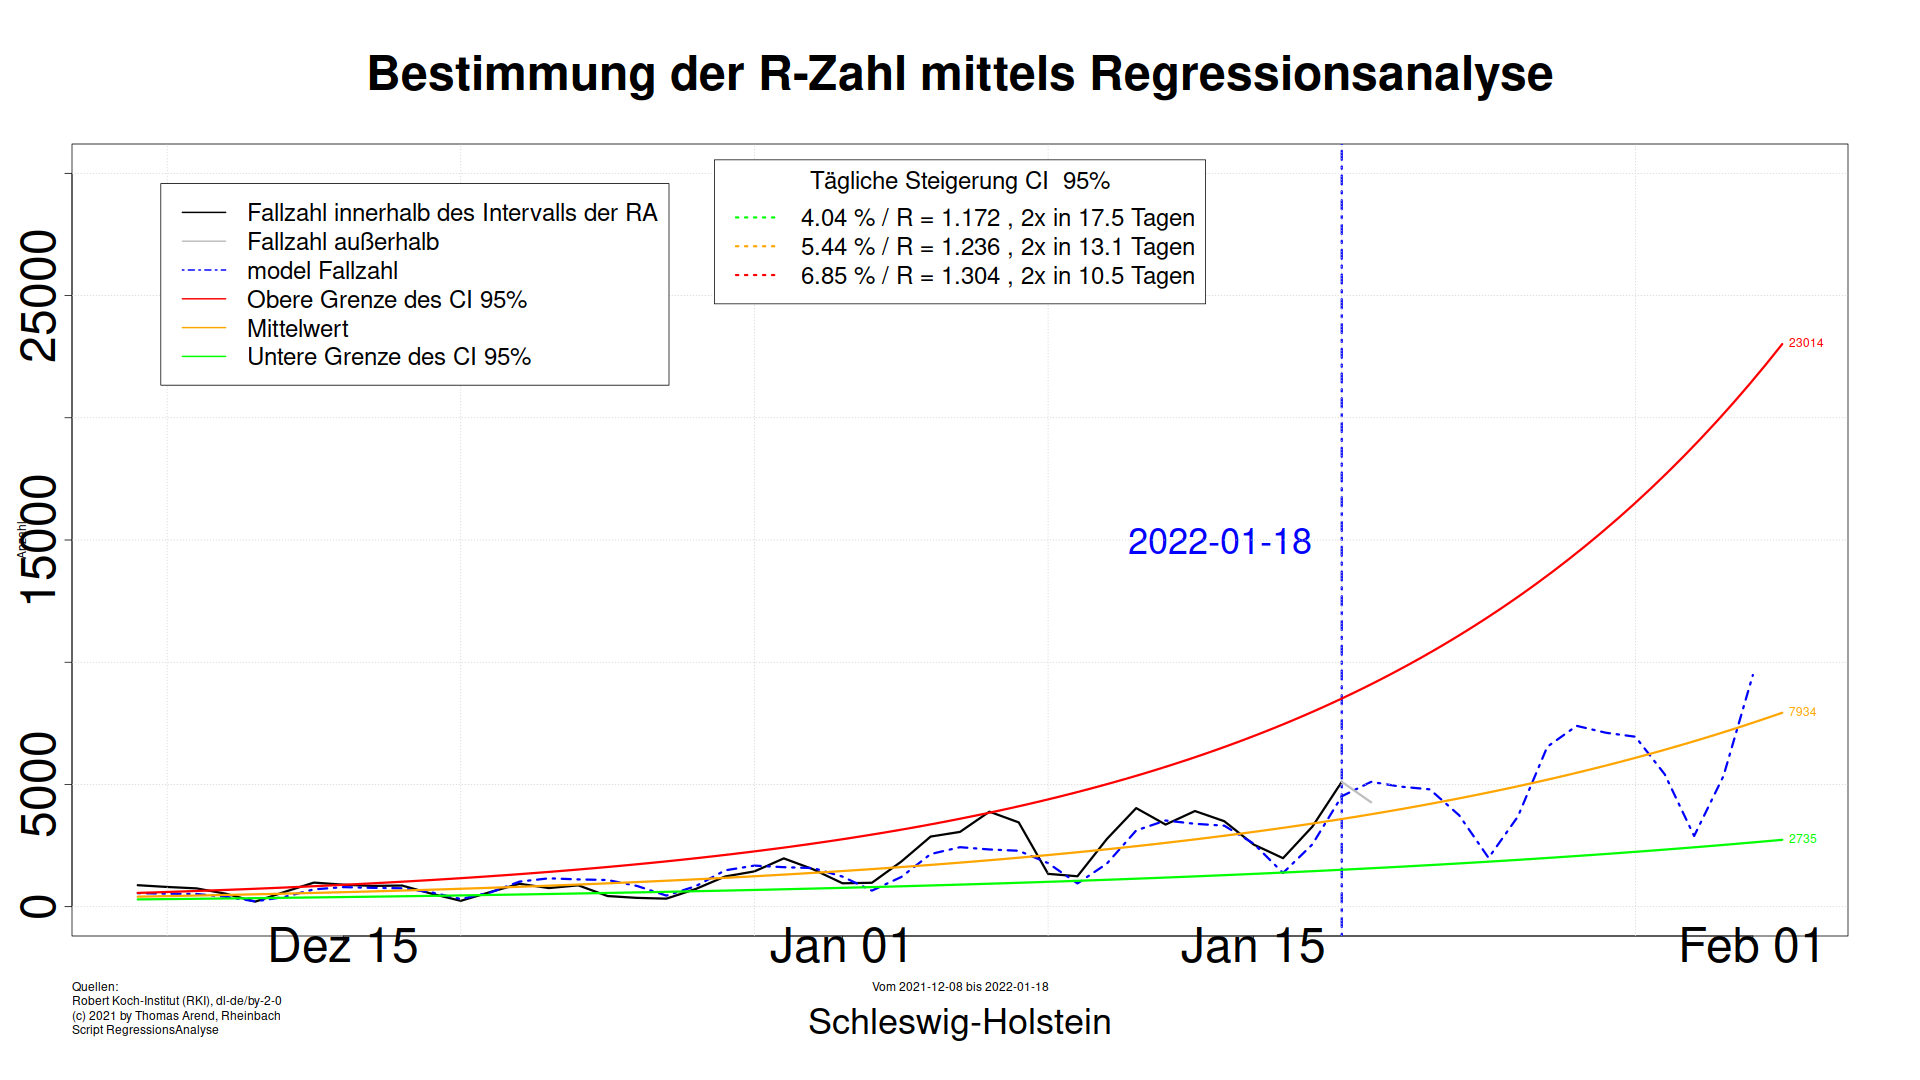 Bestimmung der R-Zahl mittels Regressionsanalyse
Fallzahl innerhalb des Intervalls der RA
Fallzahl außerhalb
model Fallzahl
Obere Grenze des CI 95%
Mittelwert
Untere Grenze des CI 95%
Tägliche Steigerung CI  95%
4.04 % / R = 1.172 , 2x in 17.5 Tagen
5.44 % / R = 1.236 , 2x in 13.1 Tagen
6.85 % / R = 1.304 , 2x in 10.5 Tagen
25000
15000
5000
0
Anzahl
2022-01-18
23014
7934
2735
Dez 15
Jan 01
Jan 15
Feb 01
Quellen:
Robert Koch-Institut (RKI), dl-de/by-2-0
(c) 2021 by Thomas Arend, Rheinbach
Script RegressionsAnalyse
Vom 2021-12-08 bis 2022-01-18
Schleswig-Holstein